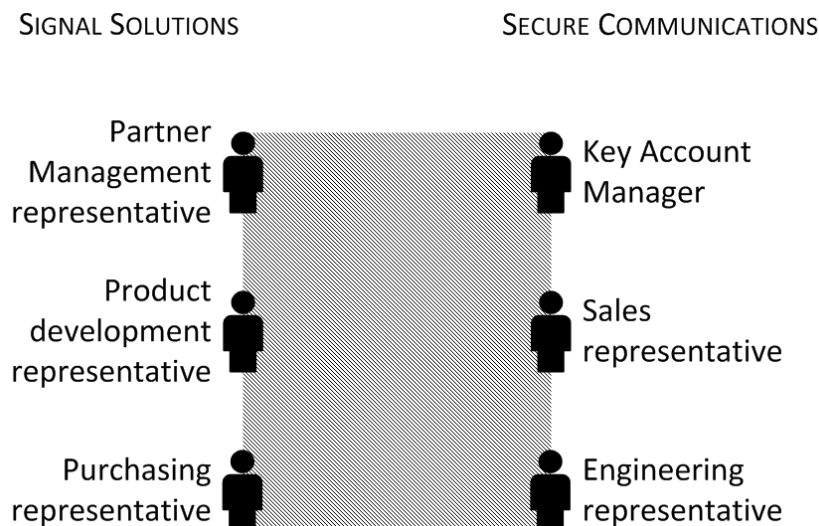 SIGNAL SOLUTIONS
SECURE COMMUNICATIONS
Partner
Management
representative
Key Account
Manager
Product
development
representative
Sales
representative
Purchasing
representative
Engineering
representative